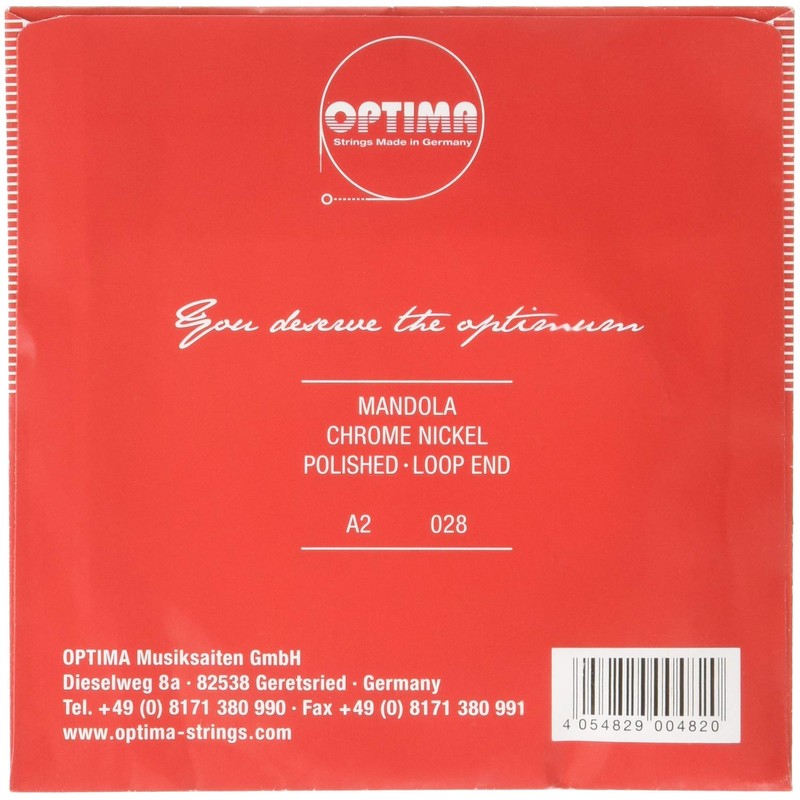 OPTIMA
Strings Made in Germany
You deserve the optimum
MANDOLA
CHROME NICKEL
POLISHED · LOOP END
A2 028
OPTIMA Musiksaiten GmbH
Dieselweg 8a · 82538 Geretsried · Germany
Tel. +49 (0) 8171 380 990 · Fax +49 (0) 8171 380 991
www.optima-strings.com
4 054829 004820